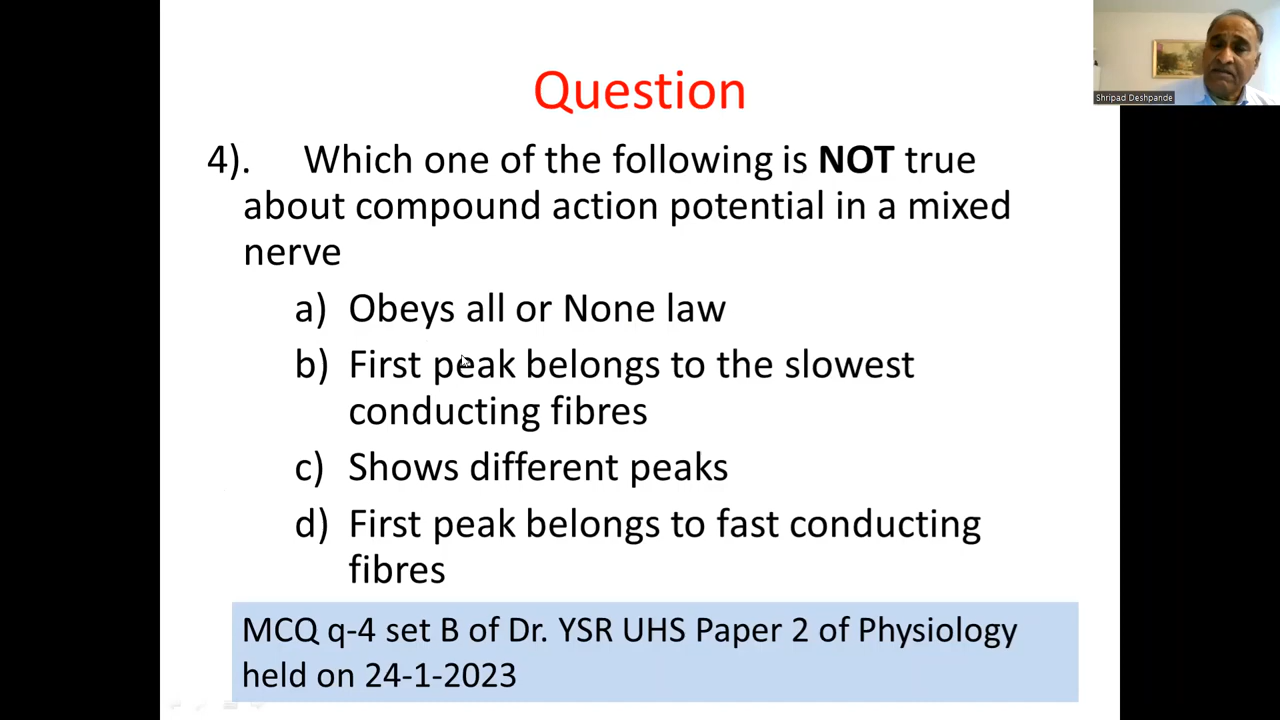 Shripad Deshpande
Question
4). Which one of the following is NOT true
about compound action potential in a mixed
nerve
a) Obeys all or None law
b) First peak belongs to the slowest
conducting fibres
c) Shows different peaks
d) First peak belongs to fast conducting
fibres
MCQ q-4 set B of Dr. YSR UHS Paper 2 of Physiology
held on 24-1-2023